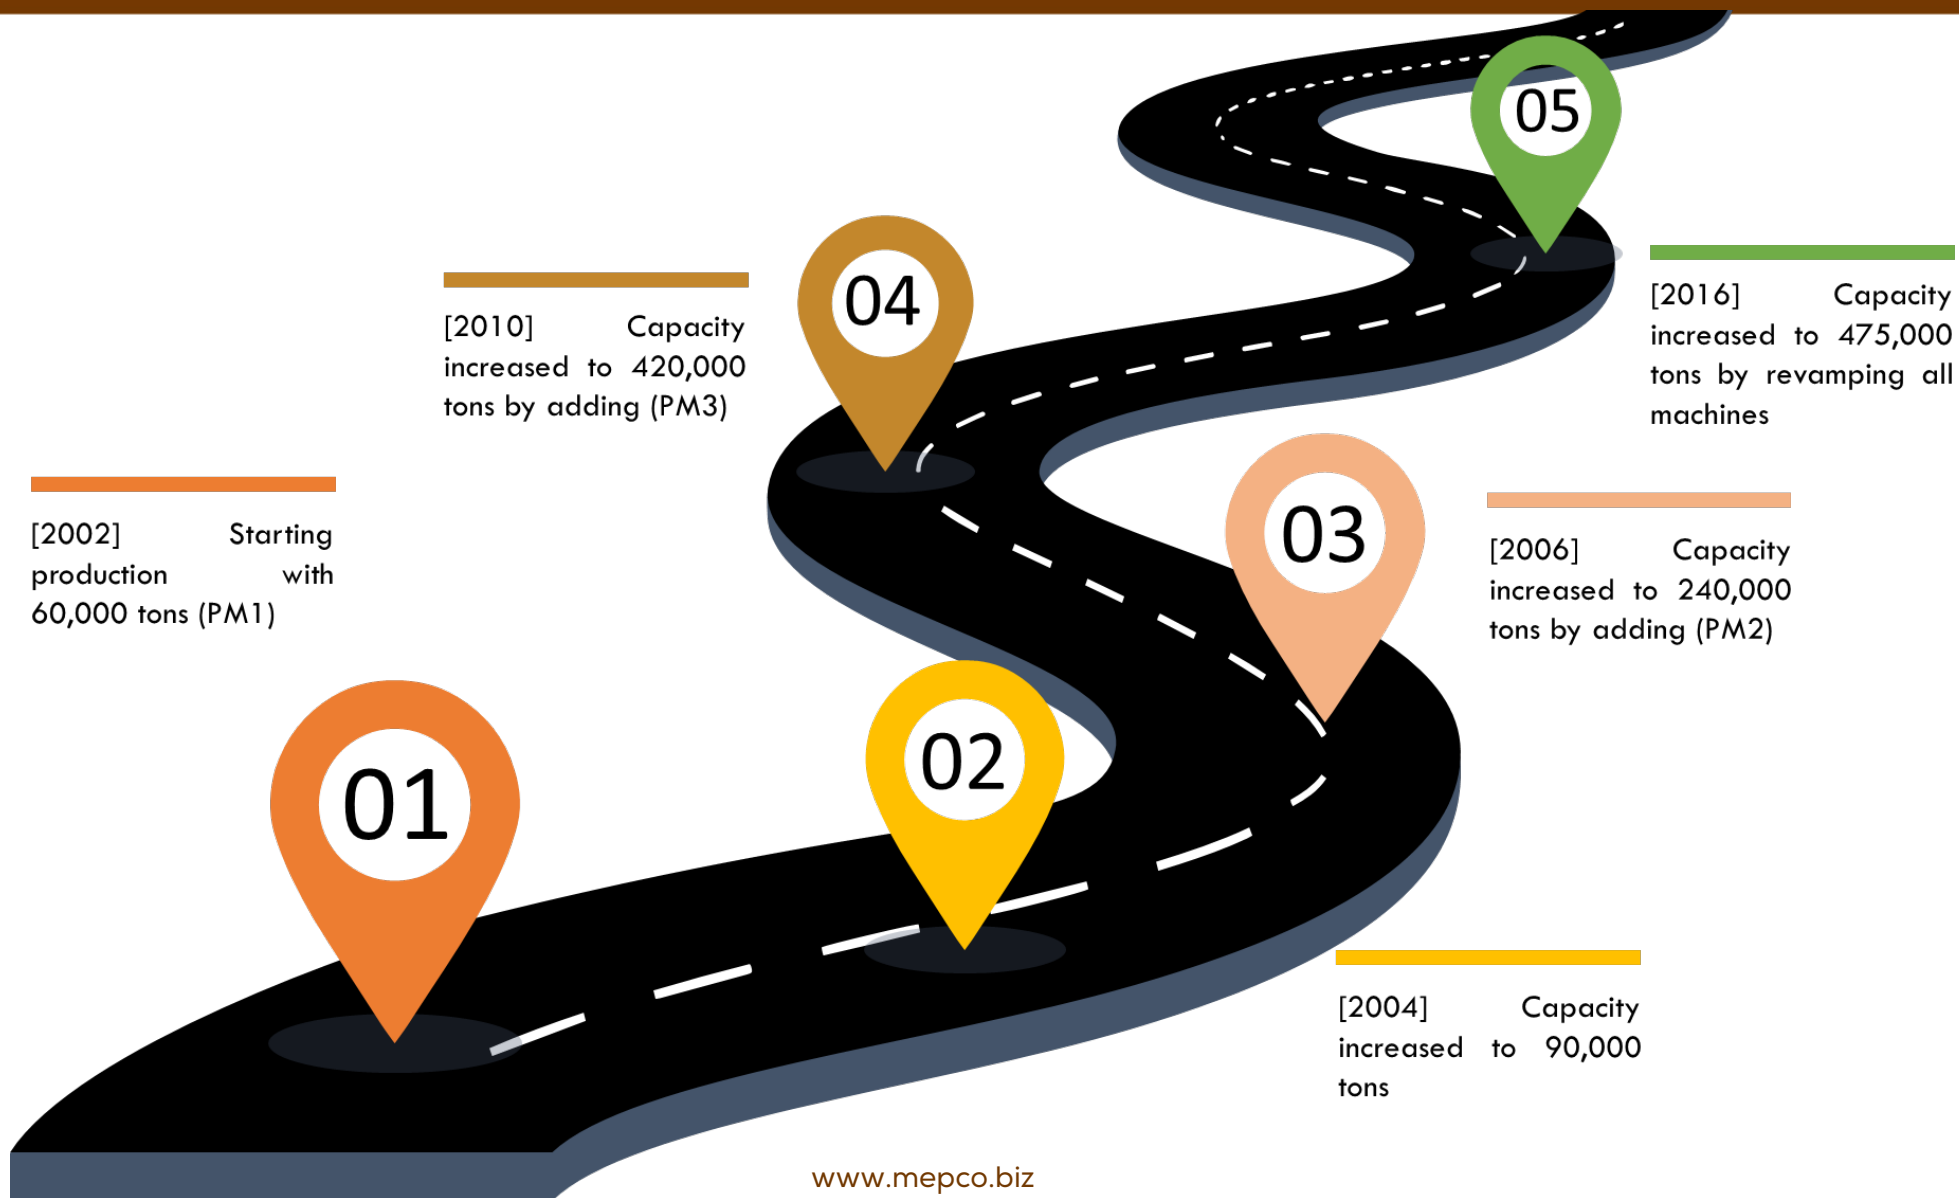 01
[2002] Starting
production with
60,000 tons (PM1)
02
[2004] Capacity
increased to 90,000
tons
03
[2006] Capacity
increased to 240,000
tons by adding (PM2)
04
[2010] Capacity
increased to 420,000
tons by adding (PM3)
05
[2016] Capacity
increased to 475,000
tons by revamping all
machines
www.mepco.biz